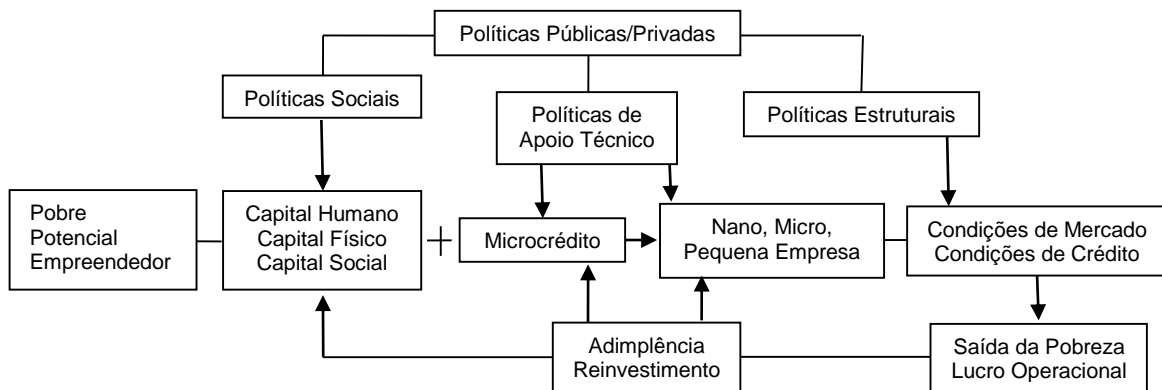 Políticas Públicas/Privadas
Políticas Sociais
Políticas de
Apoio Técnico
Políticas Estruturais
Pobre
Potencial
Empreendedor
Capital Humano
Capital Físico
Capital Social
+
Microcrédito
Nano, Micro,
Pequena Empresa
Condições de Mercado
Condições de Crédito
Adimplência
Reinvestimento
Saída da Pobreza
Lucro Operacional